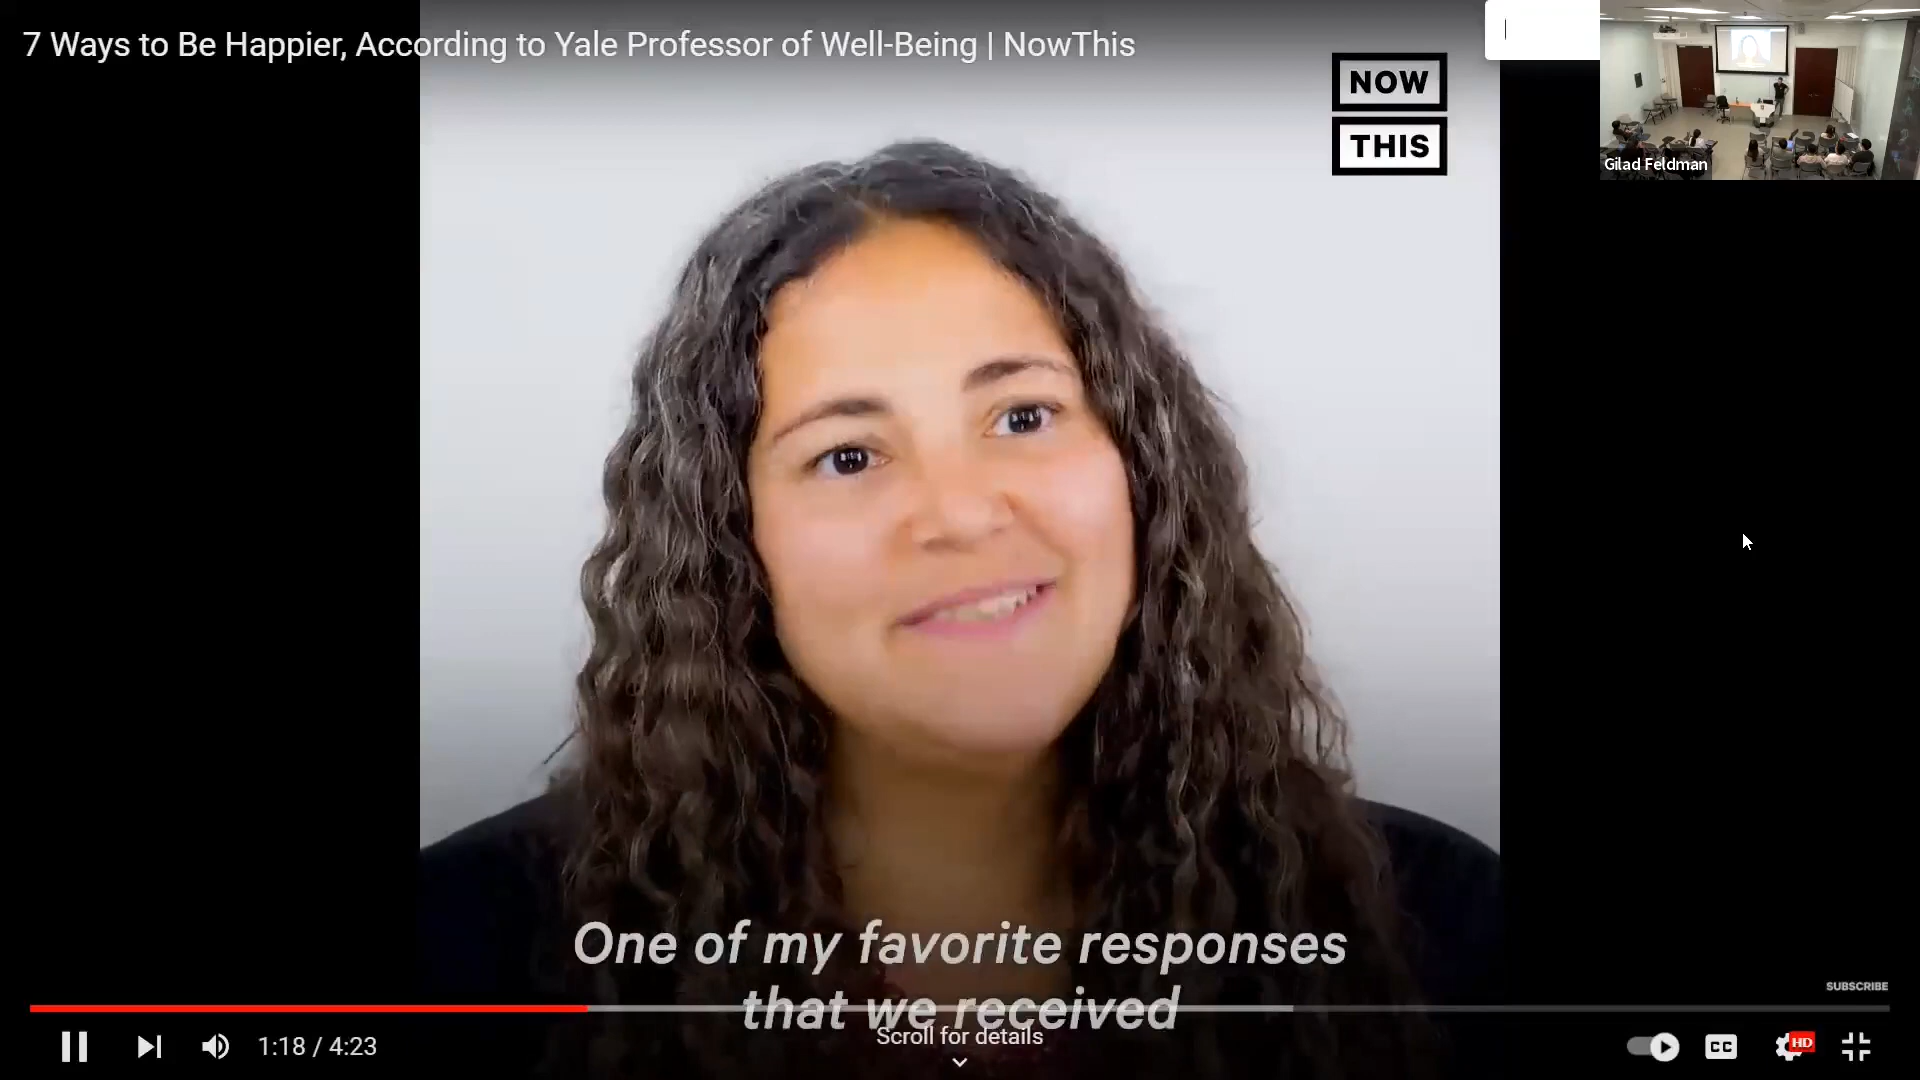 7 Ways to Be Happier, According to Yale Professor of Well-Being | NowThis
NOW
THIS
Gilad Feldman
One of my favorite responses
that we received
SUBSCRIBE
Scroll for details
1:18 / 4:23
CC
HD